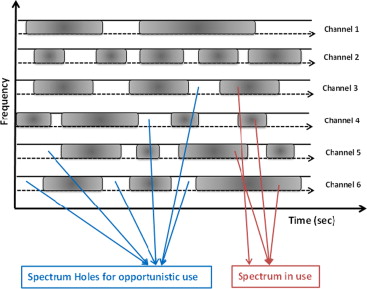 Channel 1
Channel 2
Channel 3
Channel 4
Channel 5
Channel 6
Frequency
Time (sec)
Spectrum Holes for opportunistic use
Spectrum in use